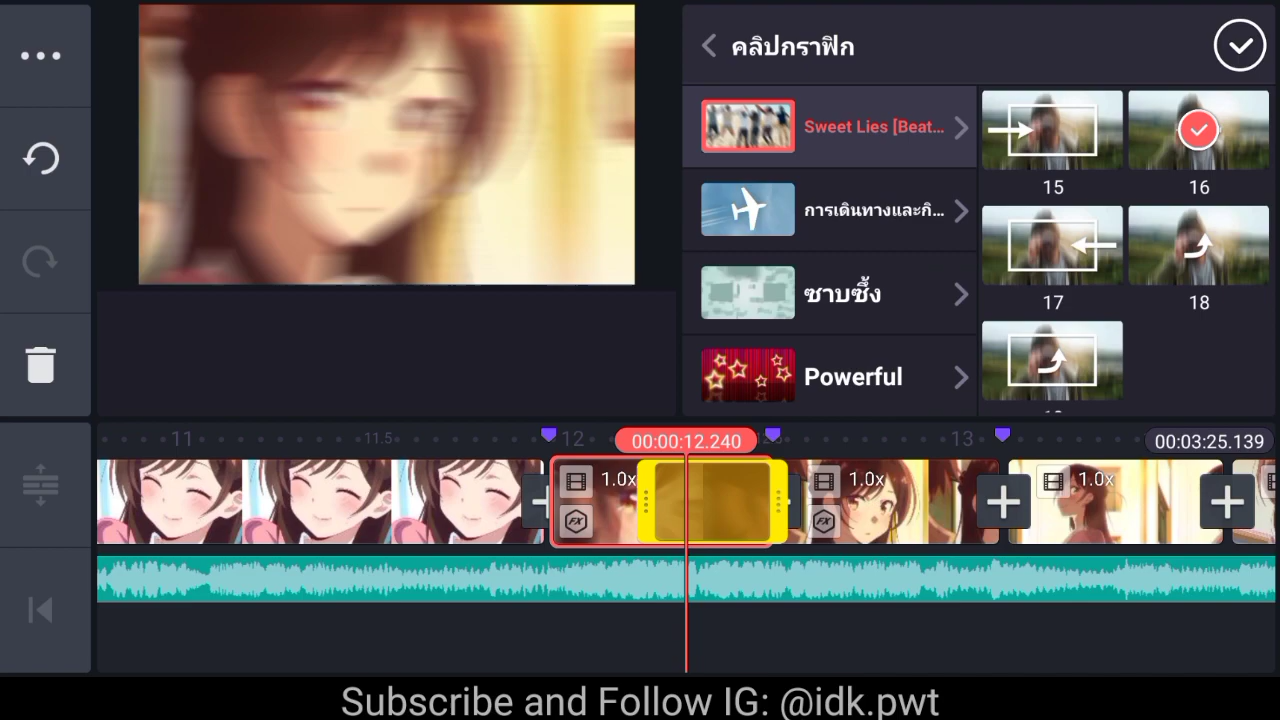 คลิปกราฟิก
Sweet Lies [Beat...
การเดินทางและกิ...
ซาบซึ้ง
Powerful
15
16
17
18
11
11.5
12
00:00:12.240
13
00:03:25.139
1.0x
1.0x
1.0x
FX
FX
Subscribe and Follow IG: @idk.pwt